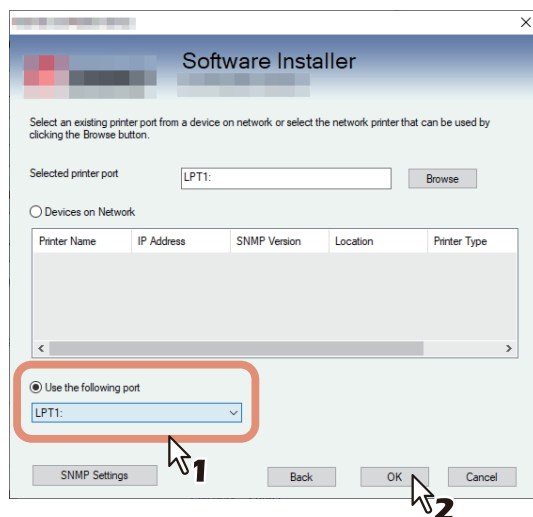 Software Installer
Select an existing printer port from a device on network or select the network printer that can be used by
clicking the Browse button.
Selected printer port LPT1: Browse
Devices on Network
Printer Name IP Address SNMP Version Location Printer Type
Use the following port
LPT1:
1
SNMP Settings Back OK Cancel
2